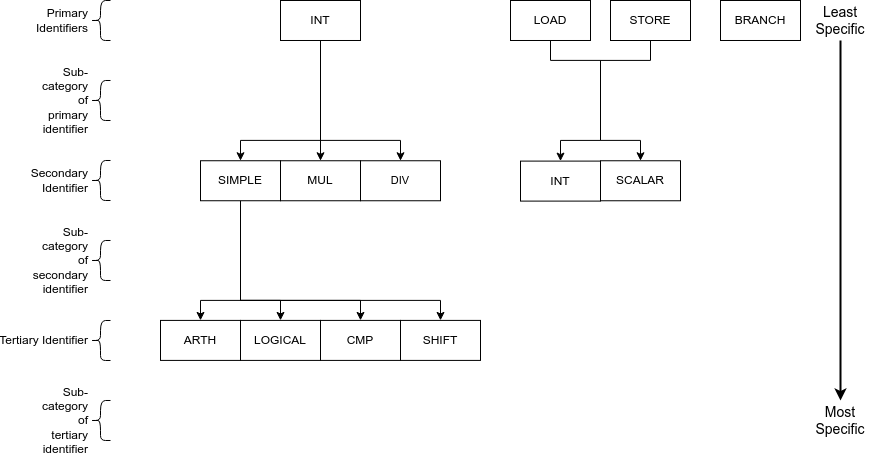 Primary
Identifiers
INT
LOAD
STORE
BRANCH
Least
Specific
Sub-
category
of
primary
identifier
Secondary
Identifier
SIMPLE
MUL
DIV
INT
SCALAR
Sub-
category
of
secondary
identifier
Tertiary Identifier
ARTH
LOGICAL
CMP
SHIFT
Sub-
category
of
tertiary
identifier
Most
Specific